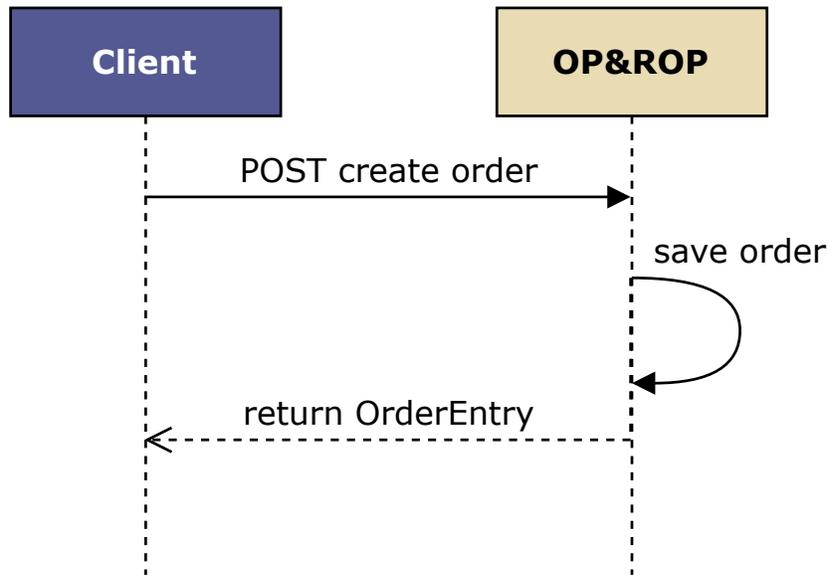 Client
OP&ROP
POST create order
save order
return OrderEntry